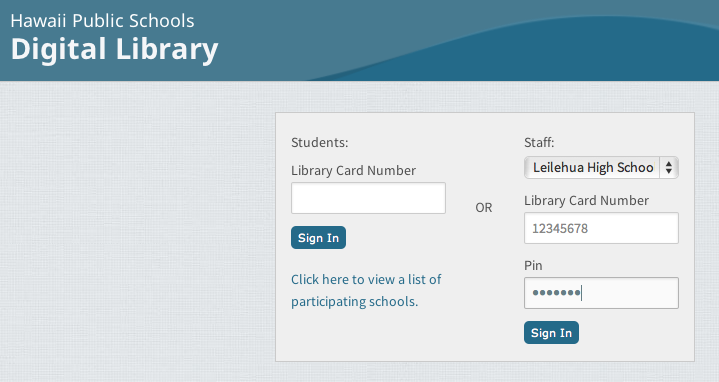 Hawaii Public Schools
Digital Library
Students:
Library Card Number
Sign In
Click here to view a list of
participating schools.
OR
Staff:
Leilehua High Schoo
Library Card Number
12345678
Pin
•••••••
Sign In